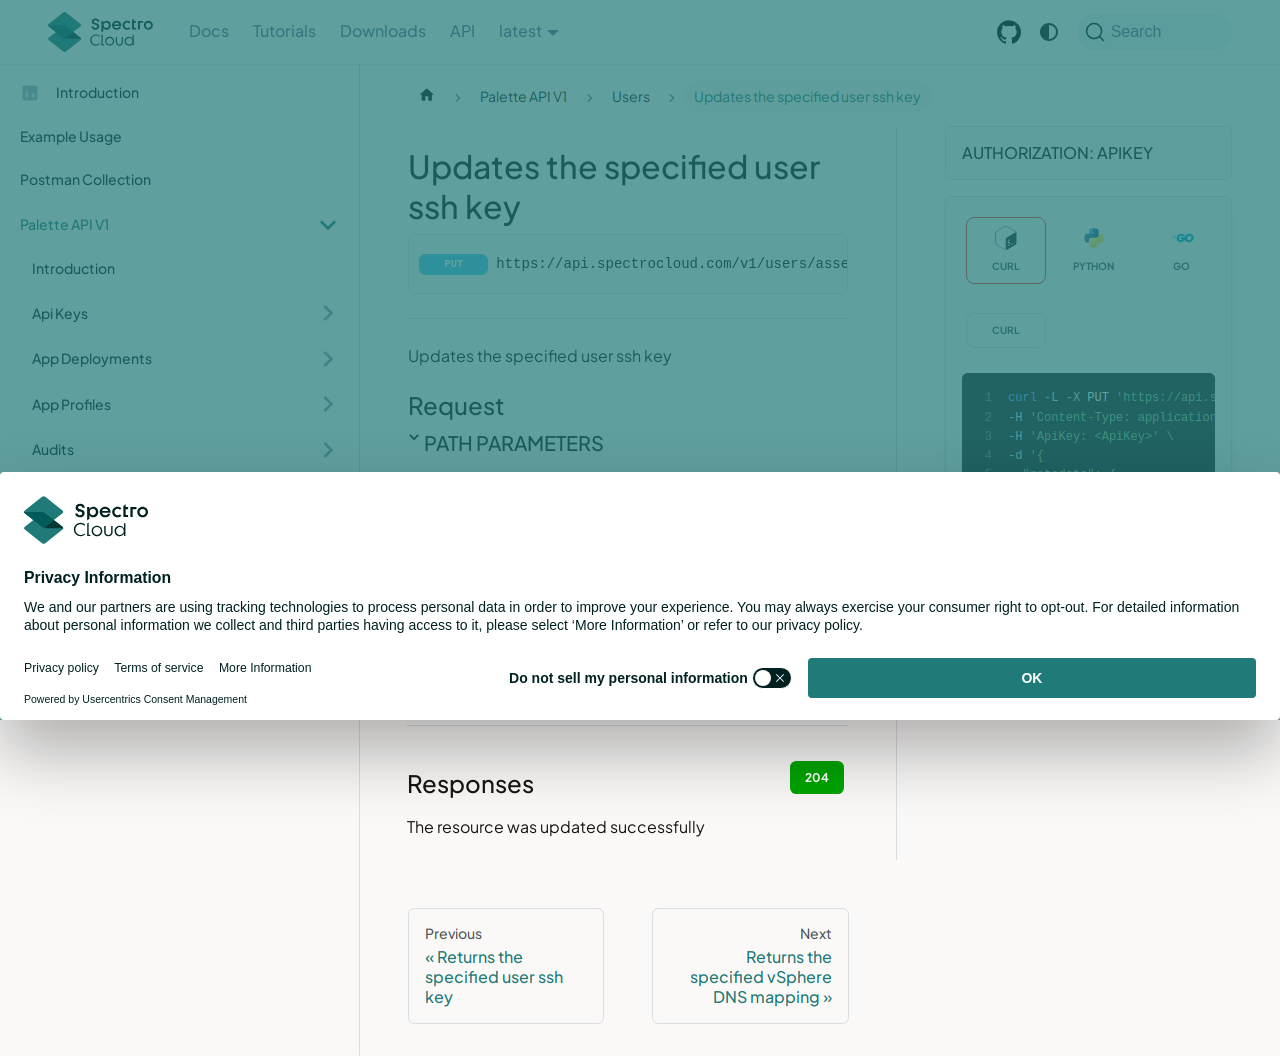 Spectro Cloud
Docs
Tutorials
Downloads
API
latest
Search
Introduction
Example Usage
Postman Collection
Palette API V1
Introduction
Api Keys
App Deployments
App Profiles
Audits
Palette API V1
Users
Updates the specified user ssh key
Updates the specified user
ssh key
PUT https://api.spectrocloud.com/v1/users/asse
Updates the specified user ssh key
Request
PATH PARAMETERS
AUTHORIZATION: APIKEY
CURL
PYTHON
GO
CURL
1 curl -L -X PUT 'https://api.s
2 -H 'Content-Type: application
3 -H 'ApiKey: <ApiKey>' \
4 -d '{
Spectro
Cloud
Privacy Information
We and our partners are using tracking technologies to process personal data in order to improve your experience. You may always exercise your consumer right to opt-out. For detailed information
about personal information we collect and third parties having access to it, please select ‘More Information’ or refer to our privacy policy.
Privacy policy
Terms of service
More Information
Do not sell my personal information
OK
Powered by Usercentrics Consent Management
Responses
204
The resource was updated successfully
Previous
« Returns the
specified user ssh
key
Next
Returns the
specified vSphere
DNS mapping »